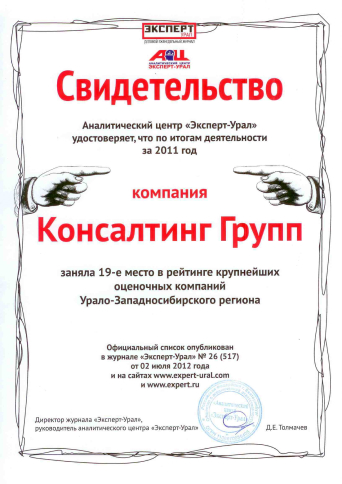 ЭКСПЕРТ
УРАЛ
АЦ
АНАЛИТИЧЕСКИЙ ЦЕНТР
ЭКСПЕРТ-УРАЛ
Свидетельство
Аналитический центр «Эксперт-Урал»
удостоверяет, что по итогам деятельности
за 2011 год
компания
Консалтинг Групп
заняла 19-е место в рейтинге крупнейших
оценочных компаний
Урало-Западносибирского региона
Официальный список опубликован
в журнале «Эксперт-Урал» № 26 (517)
от 02 июля 2012 года
и на сайтах www.expert-ural.com
и www.expert.ru
Директор журнала «Эксперт-Урал»,
руководитель аналитического центра «Эксперт-Урал»
Д.Е. Толмачев